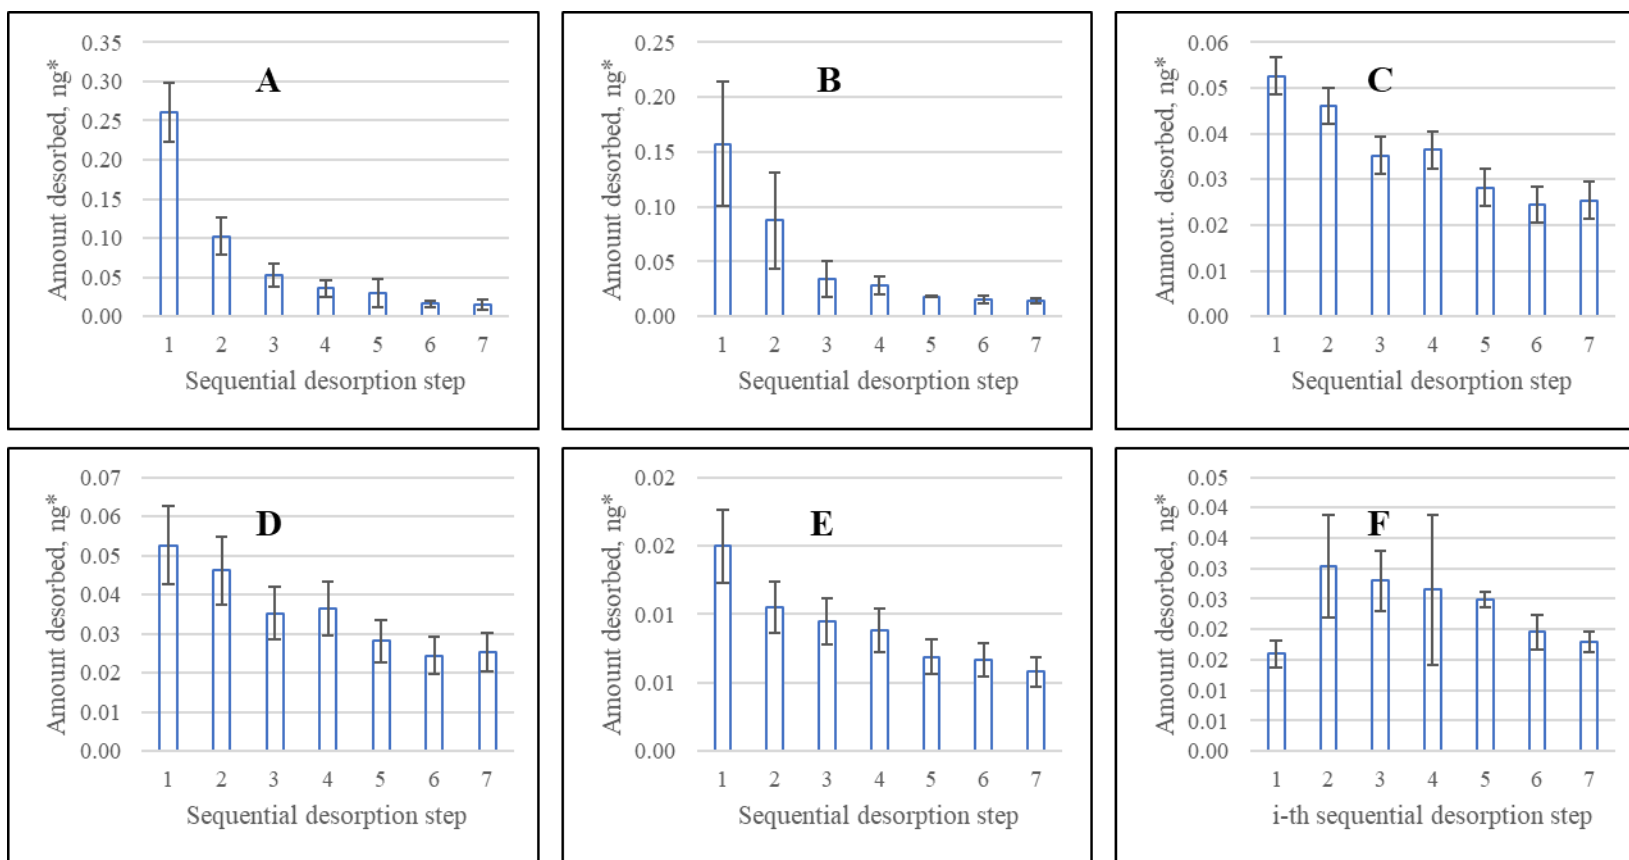 A
Amount desorbed, ng*
0.35
0.30
0.25
0.20
0.15
0.10
0.05
0.00
1 2 3 4 5 6 7
Sequential desorption step
B
Amount desorbed, ng*
0.25
0.20
0.15
0.10
0.05
0.00
1 2 3 4 5 6 7
Sequential desorption step
C
Amnout. desorbed, ng*
0.06
0.05
0.04
0.03
0.02
0.01
0.00
1 2 3 4 5 6 7
Sequential desorption step
D
Amount desorbed, ng*
0.07
0.06
0.05
0.04
0.03
0.02
0.01
0.00
1 2 3 4 5 6 7
Sequential desorption step
E
Amount desorbed, ng*
0.02
0.02
0.01
0.01
0.00
1 2 3 4 5 6 7
Sequential desorption step
F
Amount desorbed, ng*
0.05
0.04
0.04
0.03
0.03
0.02
0.02
0.01
0.01
0.00
1 2 3 4 5 6 7
i-th sequential desorption step